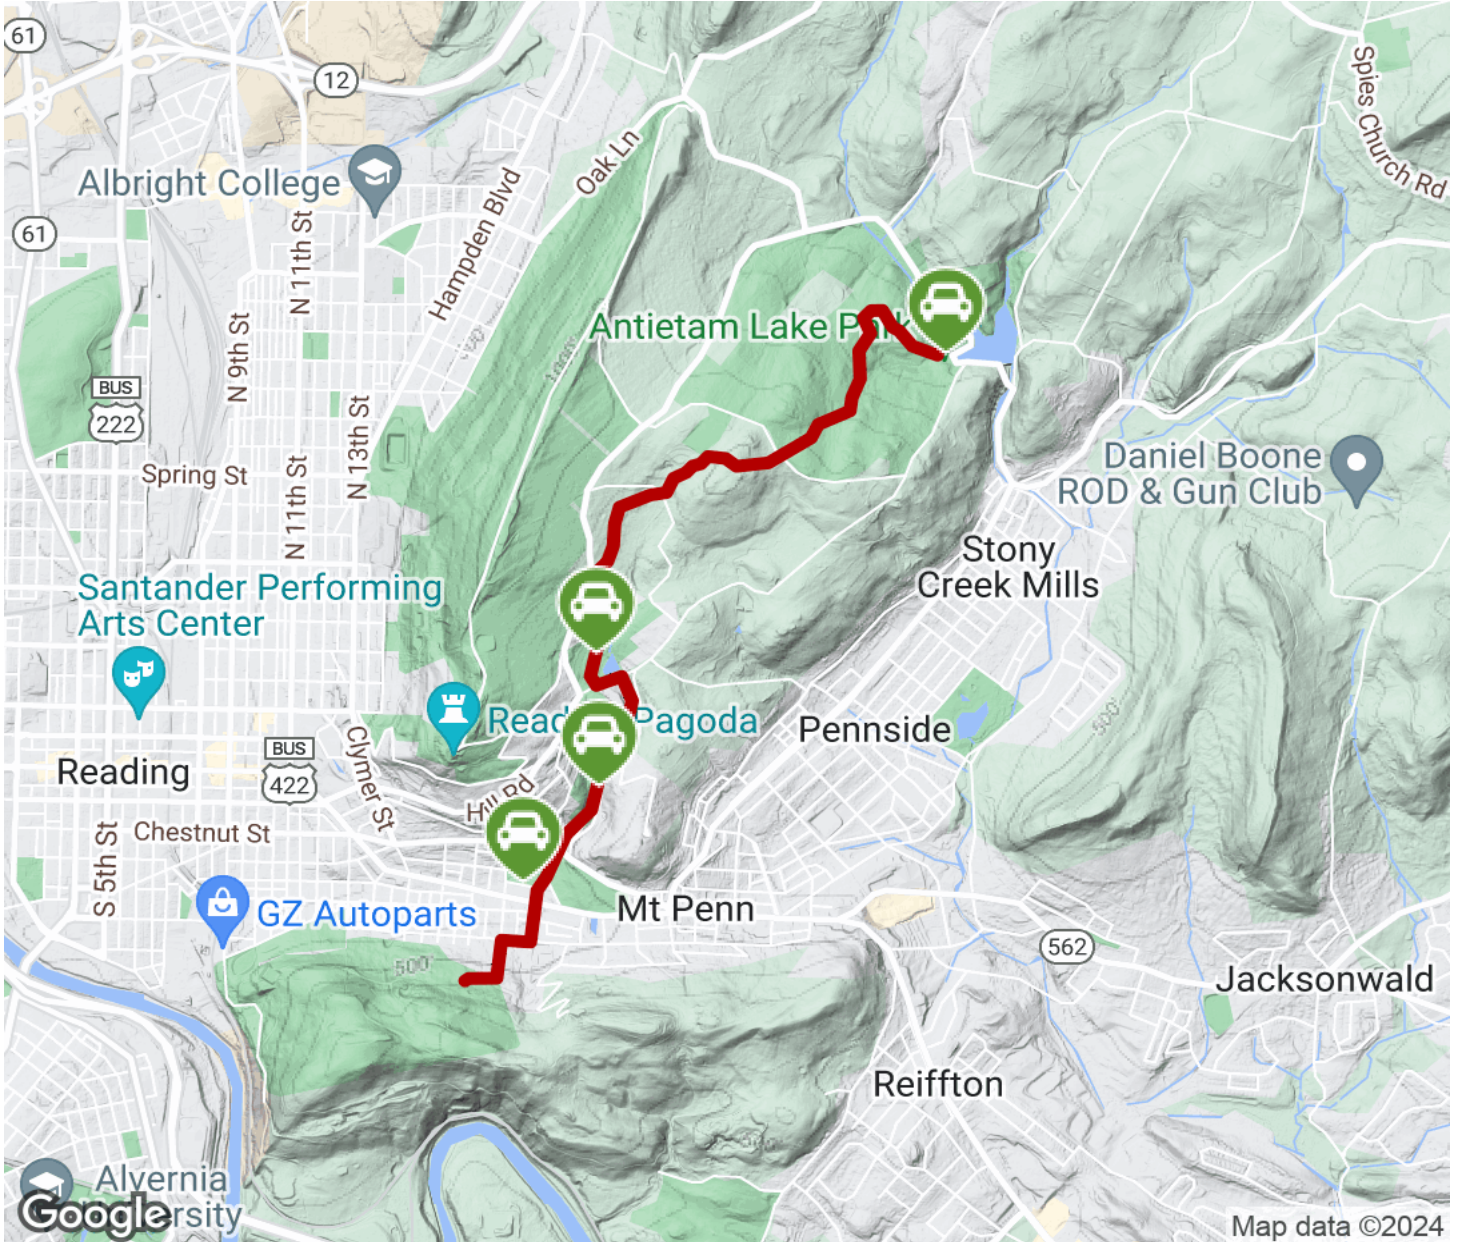 61
12
Spies Church Rd
Oak Ln
Albright College
Hampden Blvd
61
N 11th St
Antietam Lake
N 9th St
1000'
BUS
222
N 13th St
Spring St
N 11th St
Daniel Boone
ROD & Gun Club
Stony
Creek Mills
Santander Performing
Arts Center
500'
Pagoda
Pennside
Clymer St
BUS
422
Reading
Hill Rd
Chestnut St
S 5th St
GZ Autoparts
Mt Penn
562
500'
Jacksonwald
Reiffton
Alvernia
Google
Map data ©2024